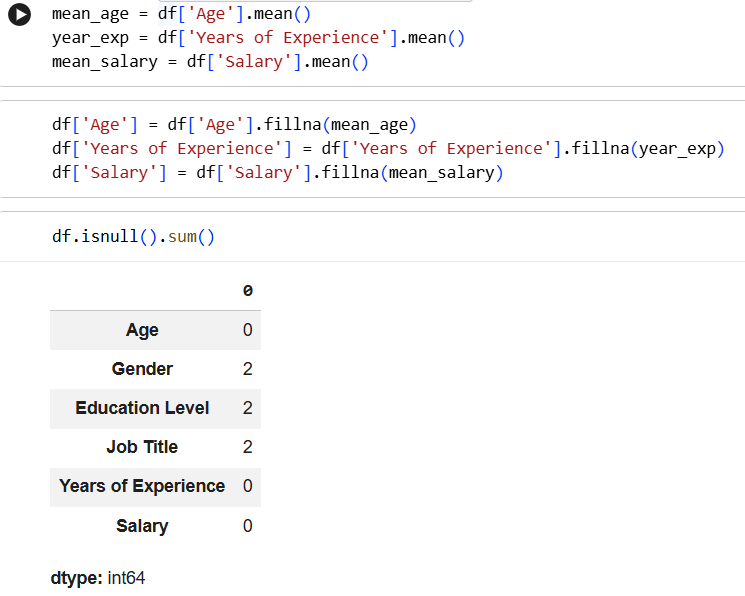 mean_age = df['Age'].mean()
year_exp = df['Years of Experience'].mean()
mean_salary = df['Salary'].mean()
df['Age'] = df['Age'].fillna(mean_age)
df['Years of Experience'] = df['Years of Experience'].fillna(year_exp)
df['Salary'] = df['Salary'].fillna(mean_salary)
df.isnull().sum()
0
Age 0
Gender 2
Education Level 2
Job Title 2
Years of Experience 0
Salary 0
dtype: int64